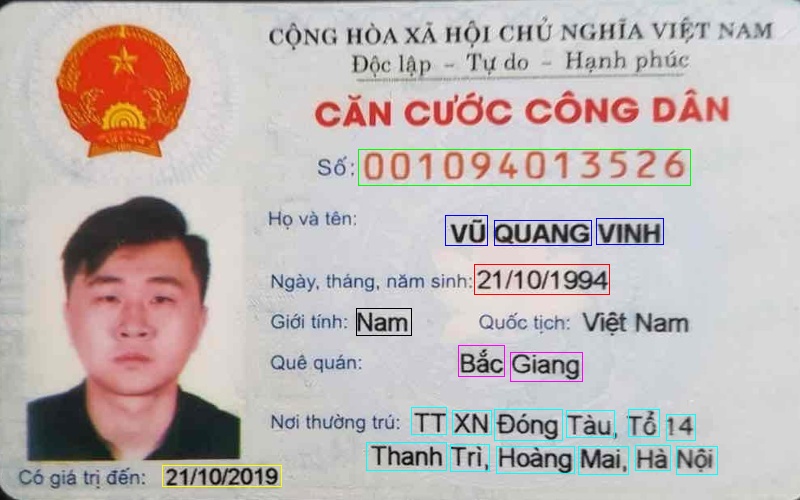 CỘNG HÒA XÃ HỘI CHỦ NGHĨA VIỆT NAM
Độc lập - Tự do - Hạnh phúc
CĂN CƯỚC CÔNG DÂN
Số: 001094013526
Họ và tên: VŨ QUANG VINH
Ngày, tháng, năm sinh: 21/10/1994
Giới tính: Nam Quốc tịch: Việt Nam
Quê quán: Bắc Giang
Nơi thường trú: TT XN Đóng Tàu, Tổ 14
Thanh Trì, Hoàng Mai, Hà Nội
Có giá trị đến: 21/10/2019